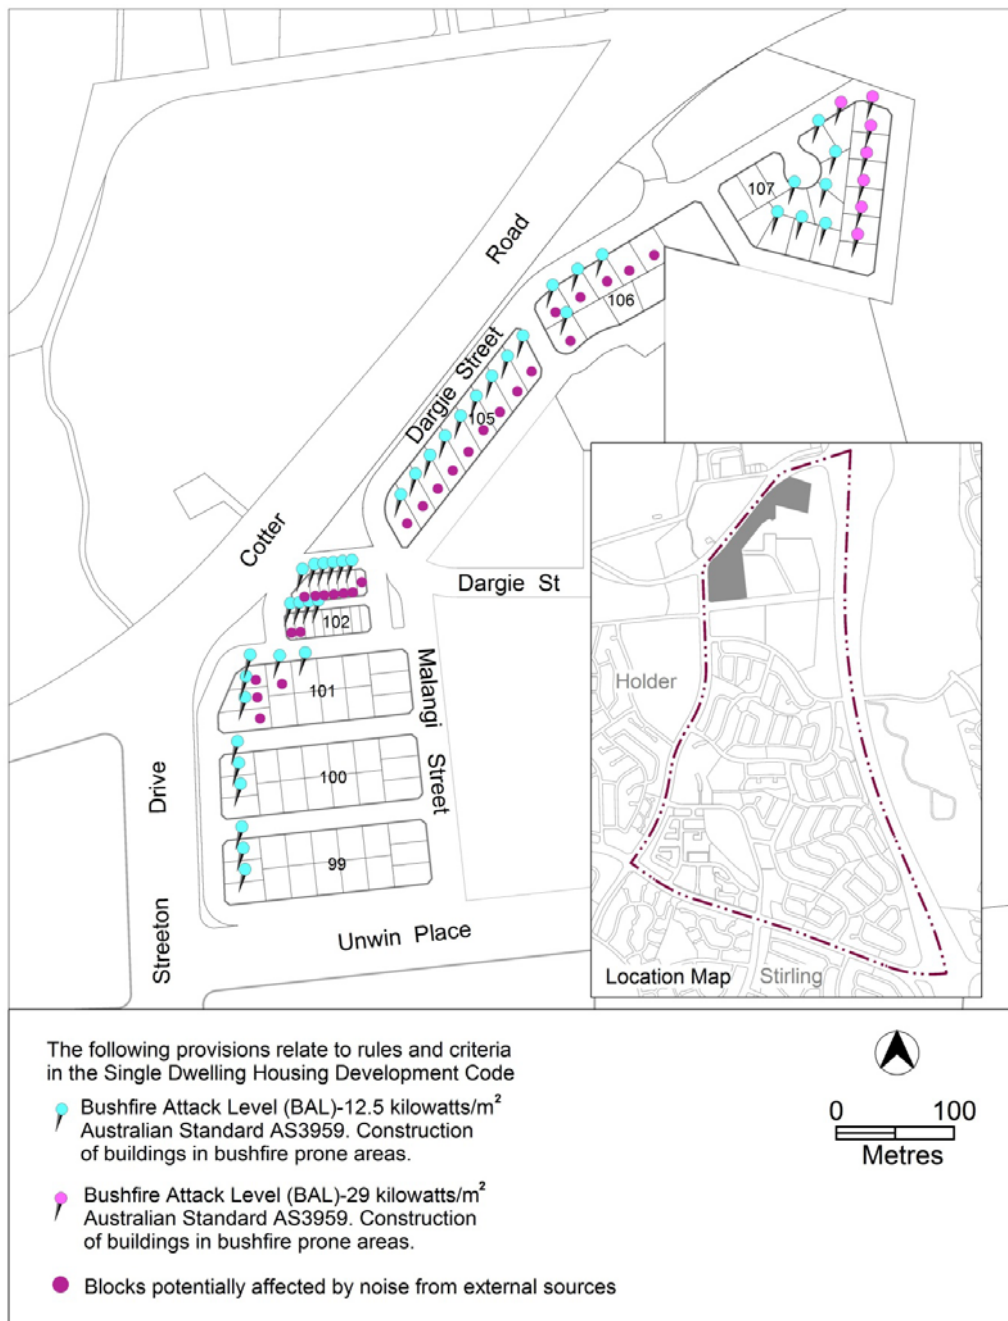 Road
107
106
Dargie Street
105
Cotter
Dargie St
102
Malangi
Street
101
100
99
Drive
Streeton
Unwin Place
Holder
Location Map
Stirling
The following provisions relate to rules and criteria
in the Single Dwelling Housing Development Code
Bushfire Attack Level (BAL)-12.5 kilowatts/m²
Australian Standard AS3959. Construction
of buildings in bushfire prone areas.
Bushfire Attack Level (BAL)-29 kilowatts/m²
Australian Standard AS3959. Construction
of buildings in bushfire prone areas.
Blocks potentially affected by noise from external sources
0 100
Metres